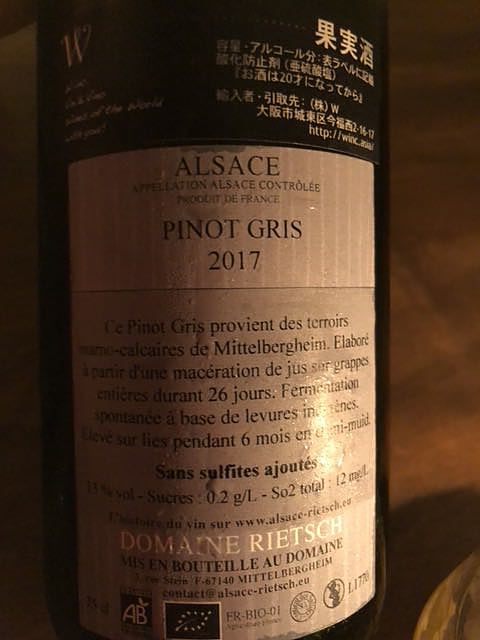 W
果実酒
容量・アルコール分：表ラベルに記載
酸化防止剤（亜硫酸塩）
『お酒は20才になってから』
輸入者・引取先：（株）W
大阪市城東区今福西2-16-17
http://winc.asia/
of the World
ALSACE
APPELLATION ALSACE CONTRÔLÉE
PRODUIT DE FRANCE
PINOT GRIS
2017
Ce Pinot Gris provient des terroirs
marno-calcaires de Mittelbergheim. Elaboré
à partir d'une macération de jus sur grappes
entières durant 26 jours. Fermentation
spontanée à base de levures indigènes.
Elevé sur lies pendant 6 mois en demi-muid.
Sans sulfites ajoutés
13 % vol - Sucres : 0.2 g/L - So2 total : 12 mg/L
L'histoire du vin sur www.alsace-rietsch.eu
DOMAINE RIETSCH
MIS EN BOUTEILLE AU DOMAINE
3, rue Stein F-67140 MITTELBERGHEIM
contact@alsace-rietsch.eu
75 cl
AB
FR-BIO-01
Agriculture France
L1770